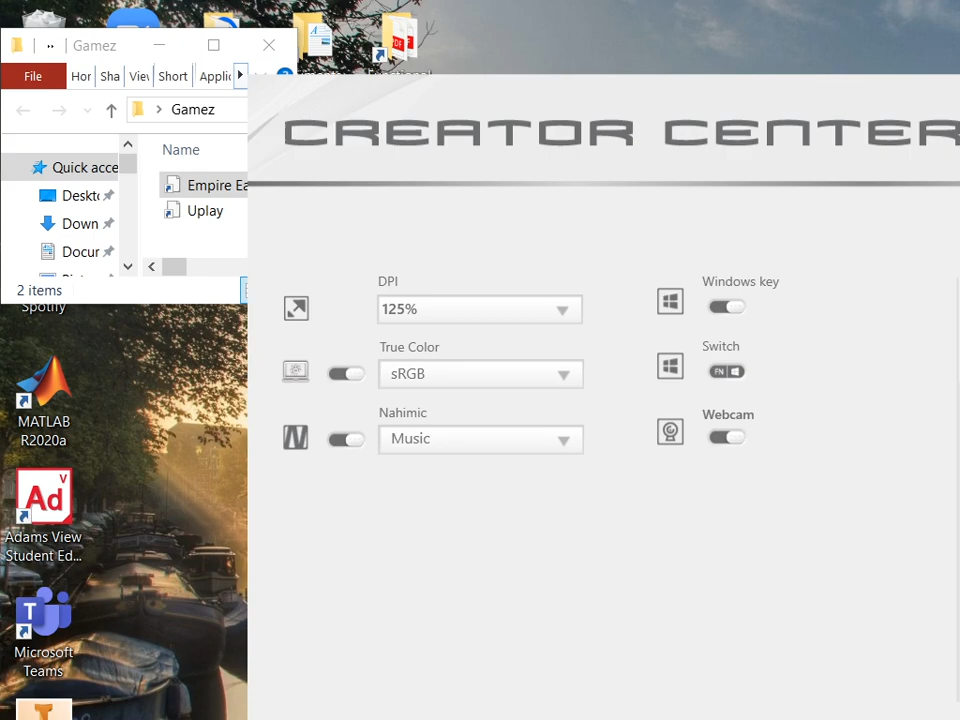 Gamez
File
Hor
Sha
Short
Applic
Gamez
Name
Quick acce
Empire Ea
Deskt
Uplay
Down
Docur
2 items
Spotify
MATLAB
R2020a
Ad
V
Adams View
Student Ed...
T
Microsoft
Teams
CREATOR CENTER
DPI
125%
True Color
sRGB
Nahimic
Music
Windows key
Switch
FN
Webcam